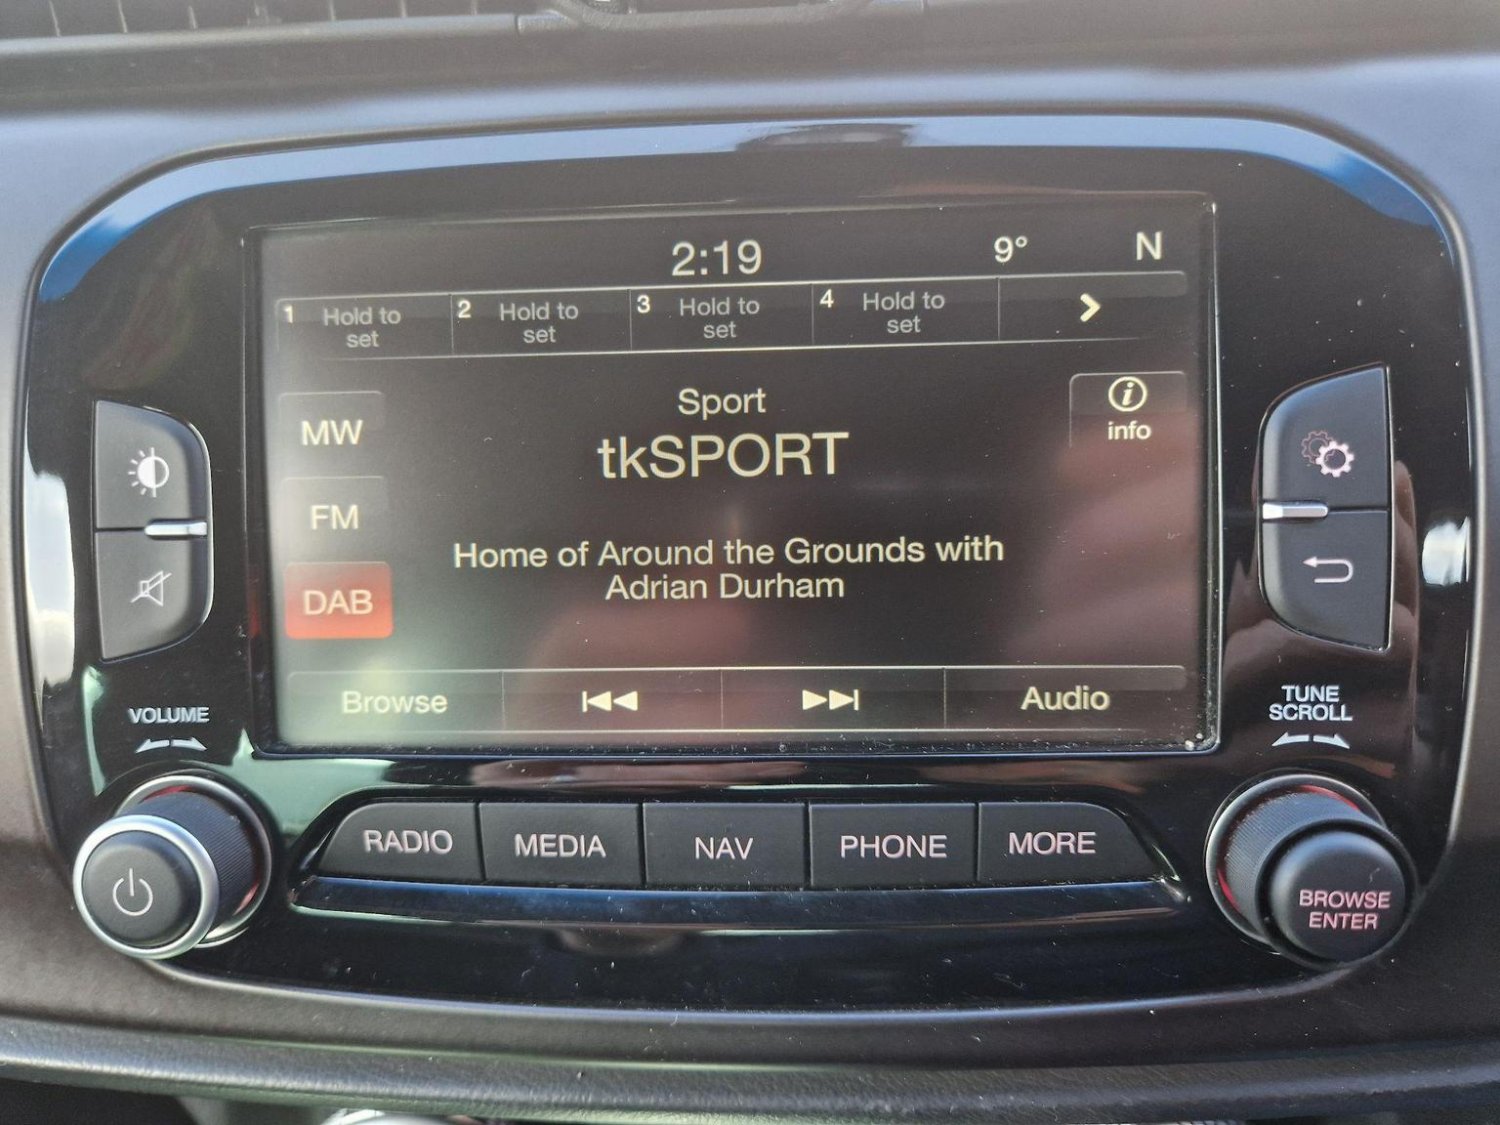 2:19 9° N
1 Hold to set
2 Hold to set
3 Hold to set
4 Hold to set
Sport
tkSPORT
info
MW
FM
DAB
Home of Around the Grounds with
Adrian Durham
Browse
Audio
VOLUME
TUNE
SCROLL
RADIO
MEDIA
NAV
PHONE
MORE
BROWSE
ENTER